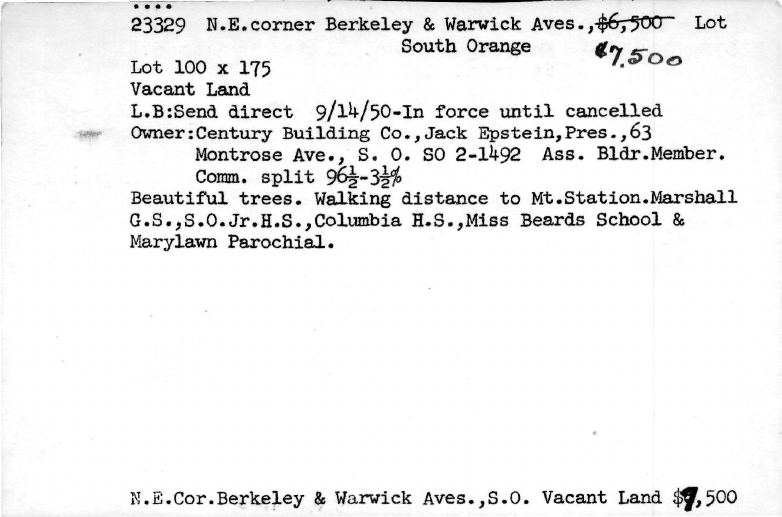 23329 N.E.corner Berkeley & Warwick Aves.,$6,500 Lot
South Orange $7,500
Lot 100 x 175
Vacant Land
L.B:Send direct 9/14/50-In force until cancelled
Owner:Century Building Co.,Jack Epstein,Pres.,63
Montrose Ave., S. O. SO 2-1492 Ass. Bldr.Member.
Comm. split 96½-3½%
Beautiful trees. Walking distance to Mt.Station.Marshall
G.S.,S.O.Jr.H.S.,Columbia H.S.,Miss Beards School &
Marylawn Parochial.
N.E.Cor.Berkeley & Warwick Aves.,S.O. Vacant Land $7,500